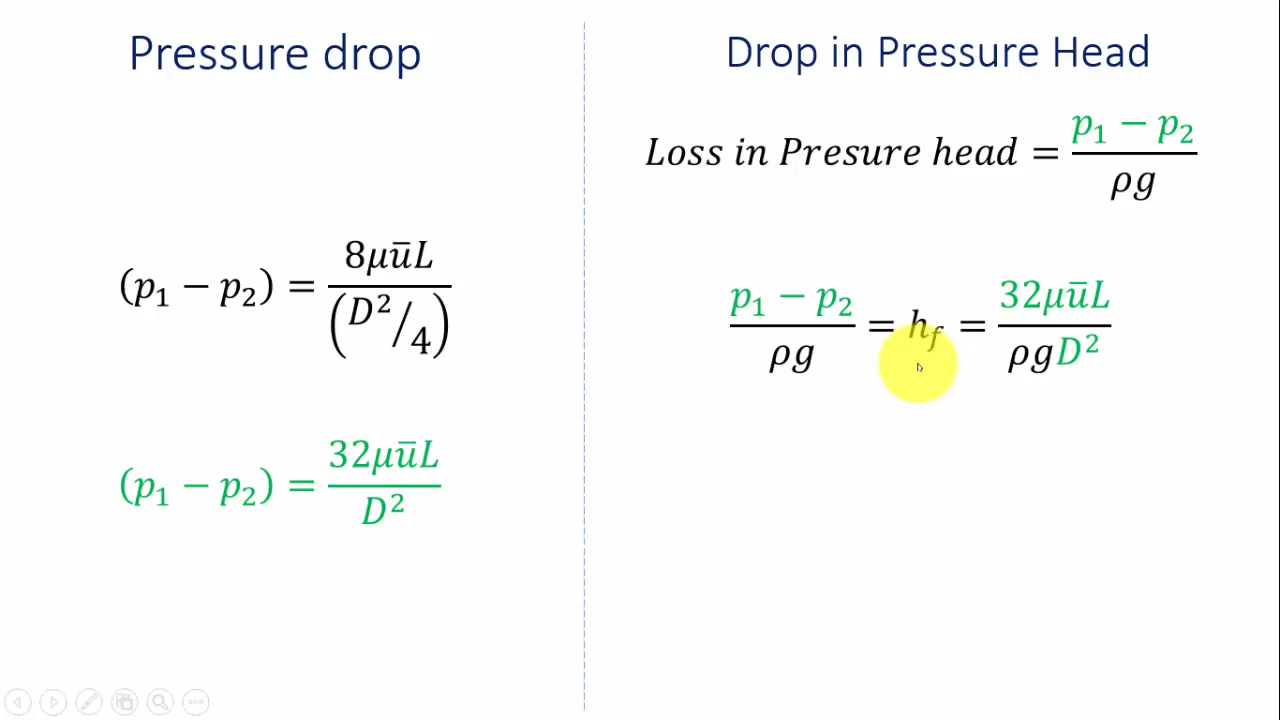 Pressure drop
(p₁ − p₂) = 8μūL / (D²/4)
(p₁ − p₂) = 32μūL / D²
Drop in Pressure Head
Loss in Presure head = p₁ − p₂ / ρg
p₁ − p₂ / ρg = h_f = 32μūL / ρgD²